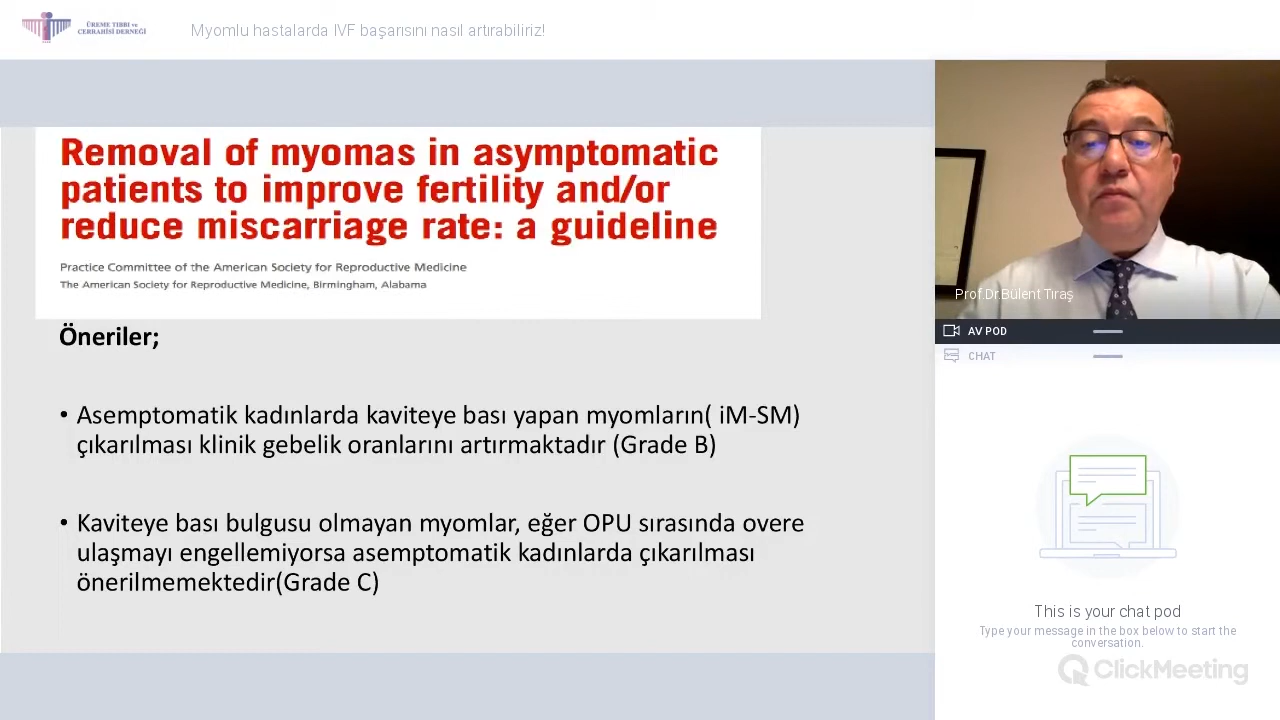 ÜREME TIBBI ve
CERRAHİSİ DERNEĞİ
Myomlu hastalarda IVF başarısını nasıl artırabiliriz!
Removal of myomas in asymptomatic
patients to improve fertility and/or
reduce miscarriage rate: a guideline
Practice Committee of the American Society for Reproductive Medicine
The American Society for Reproductive Medicine, Birmingham, Alabama
Öneriler;
• Asemptomatik kadınlarda kaviteye bası yapan myomların( iM-SM)
çıkarılması klinik gebelik oranlarını artırmaktadır (Grade B)
• Kaviteye bası bulgusu olmayan myomlar, eğer OPU sırasında overe
ulaşmayı engellemiyorsa asemptomatik kadınlarda çıkarılması
önerilmemektedir(Grade C)
Prof.Dr.Bülent Tıraş
AV POD
CHAT
This is your chat pod
Type your message in the box below to start the
conversation.
ClickMeeting